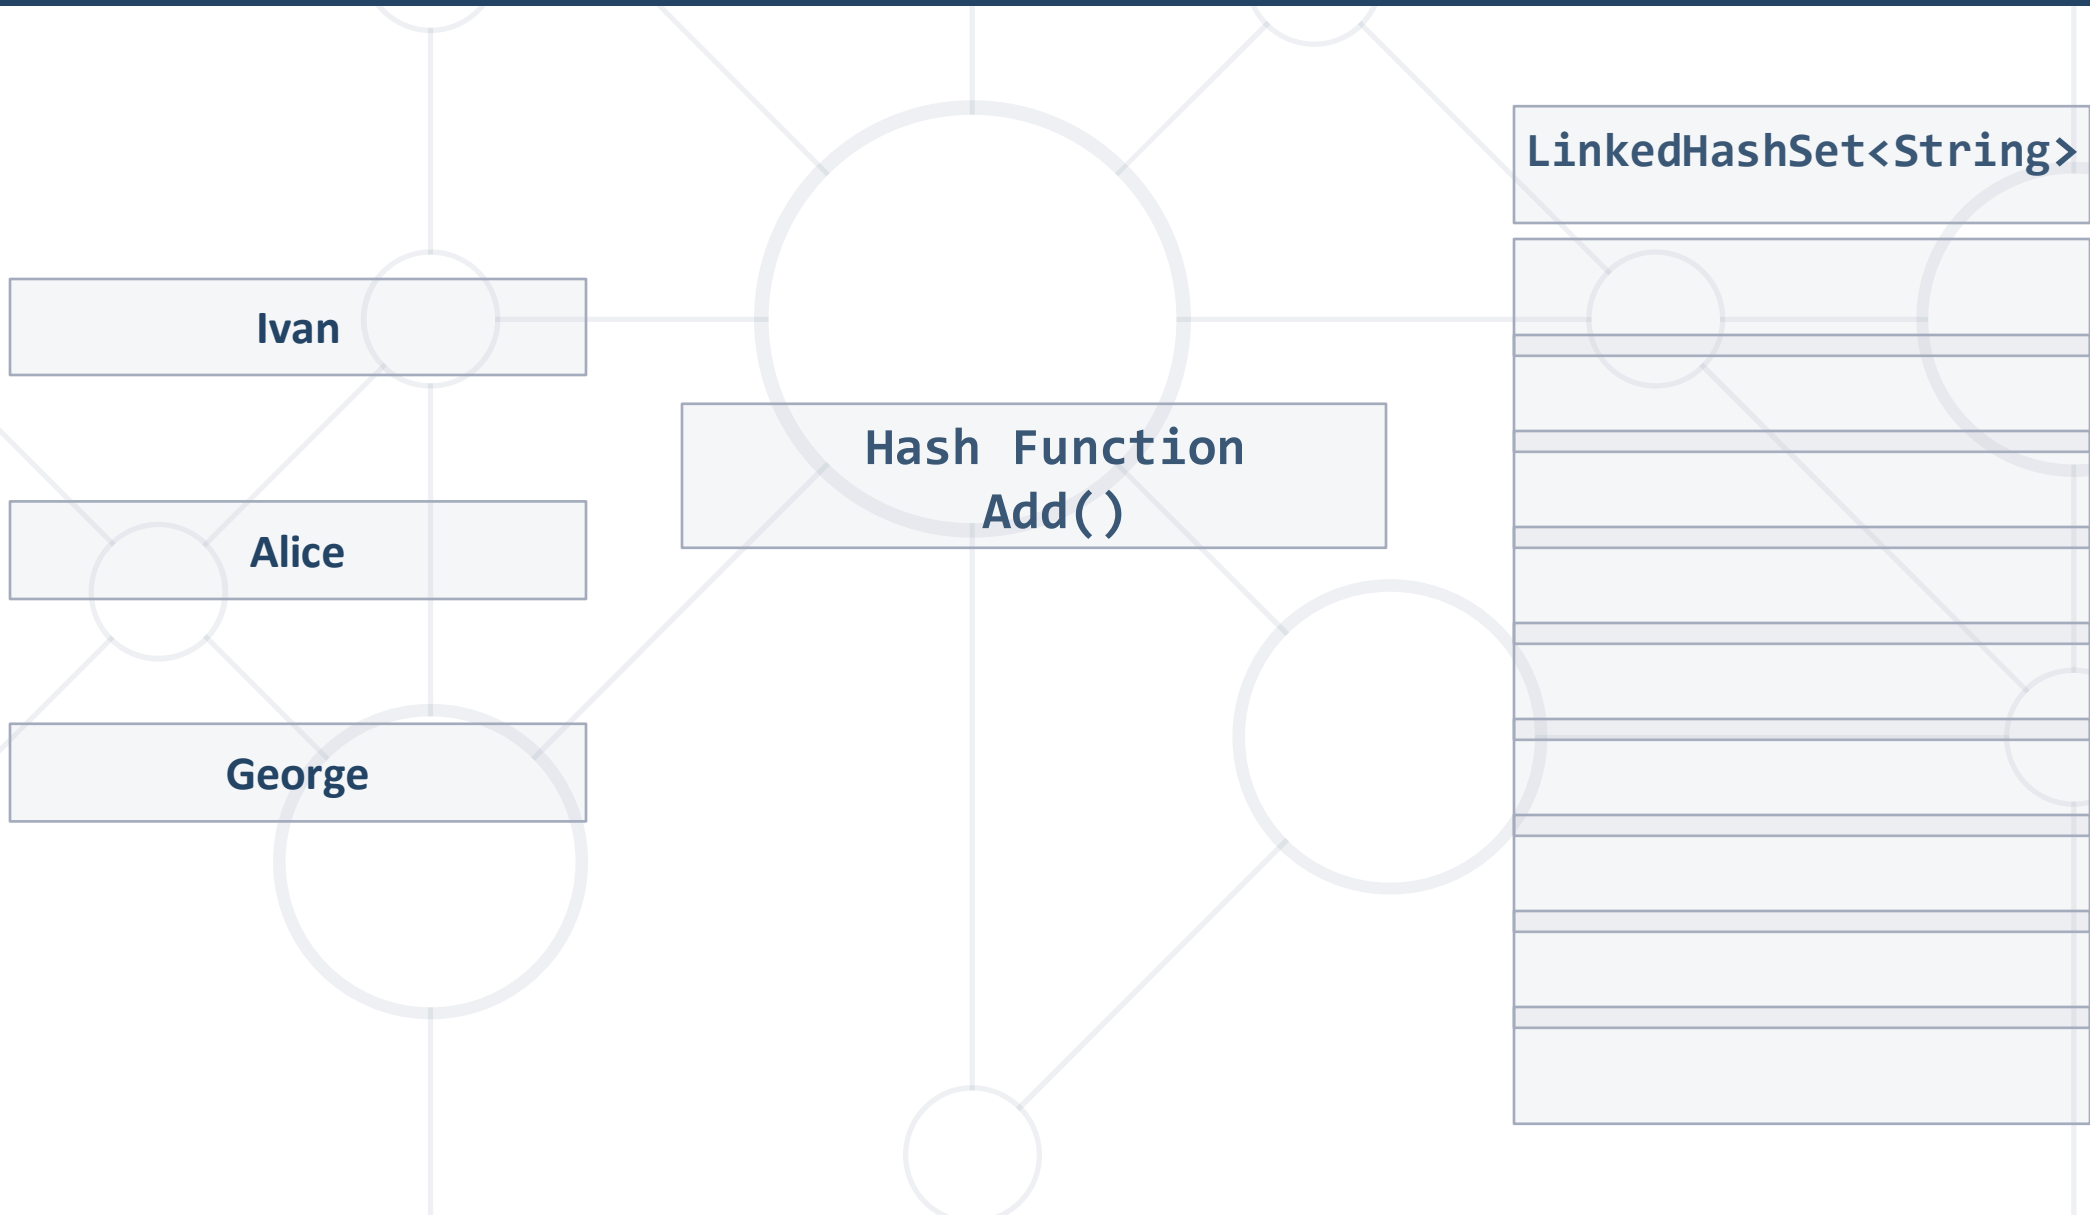 LinkedHashSet<String>
Ivan
Hash Function
Add()
Alice
George